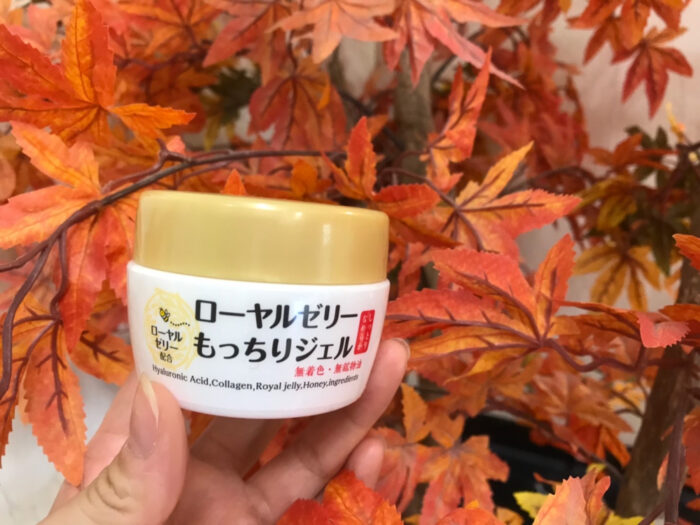 ローヤル
ゼリー
配合
ローヤルゼリー
もっちりジェル
無着色・無鉱物油
Hyaluronic Acid,Collagen,Royal jelly,Honey,ingredients